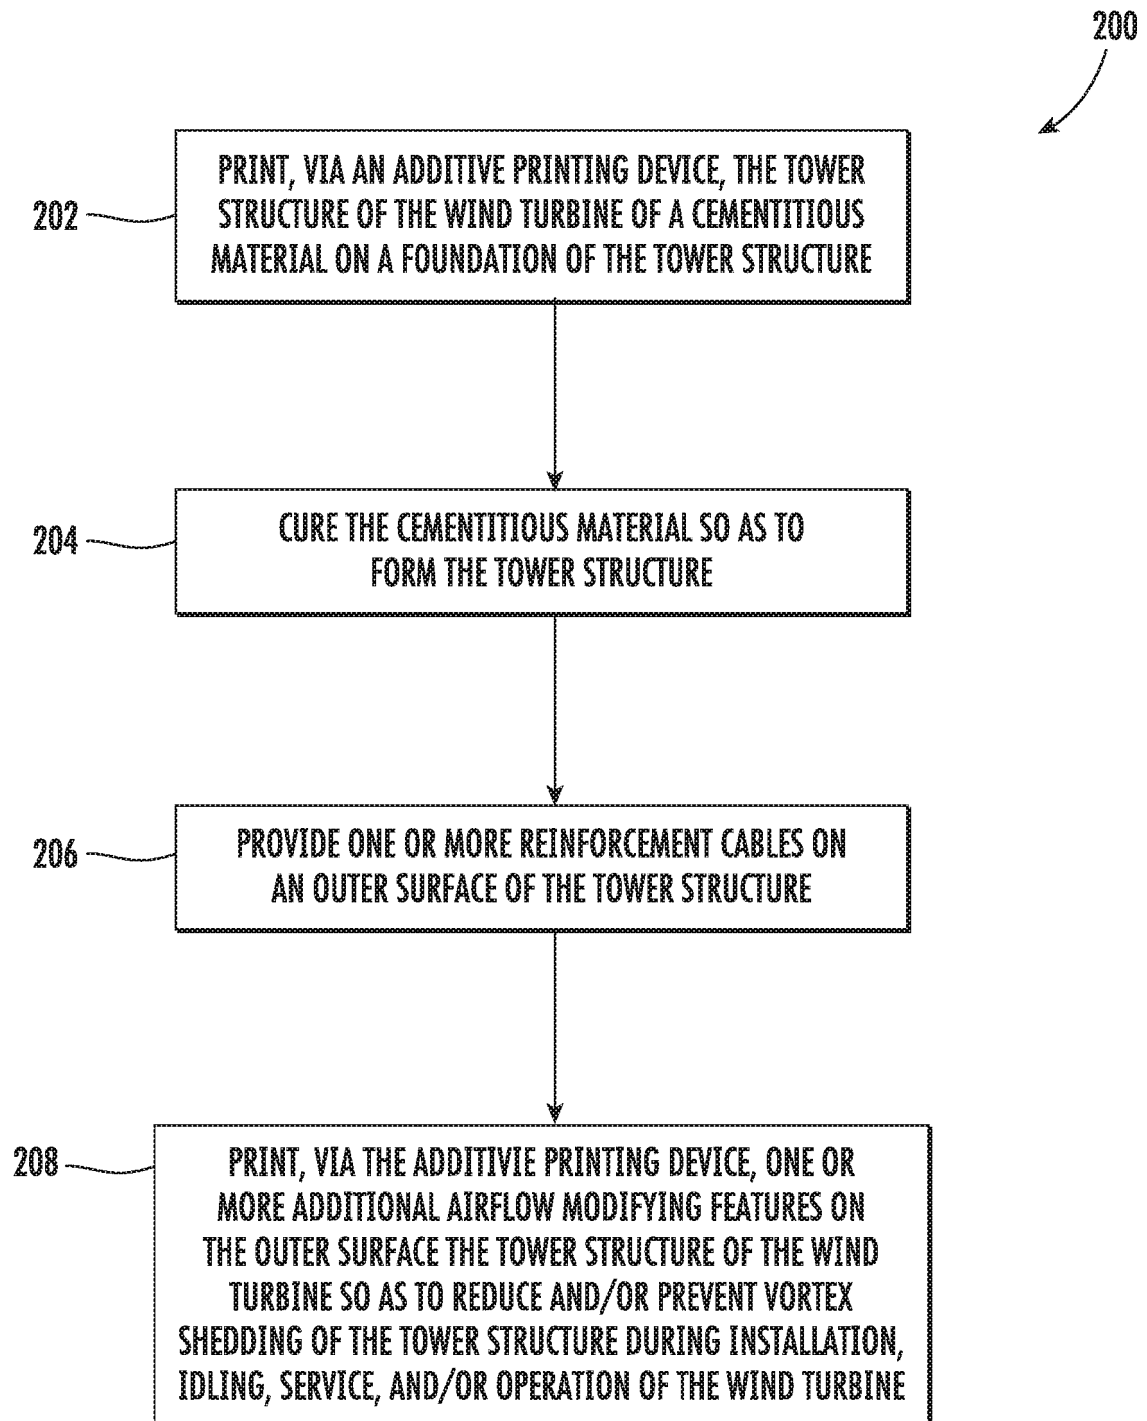 200
202
PRINT, VIA AN ADDITIVE PRINTING DEVICE, THE TOWER
STRUCTURE OF THE WIND TURBINE OF A CEMENTITIOUS
MATERIAL ON A FOUNDATION OF THE TOWER STRUCTURE
204
CURE THE CEMENTITIOUS MATERIAL SO AS TO
FORM THE TOWER STRUCTURE
206
PROVIDE ONE OR MORE REINFORCEMENT CABLES ON
AN OUTER SURFACE OF THE TOWER STRUCTURE
208
PRINT, VIA THE ADDITIVIE PRINTING DEVICE, ONE OR
MORE ADDITIONAL AIRFLOW MODIFYING FEATURES ON
THE OUTER SURFACE THE TOWER STRUCTURE OF THE WIND
TURBINE SO AS TO REDUCE AND/OR PREVENT VORTEX
SHEDDING OF THE TOWER STRUCTURE DURING INSTALLATION,
IDLING, SERVICE, AND/OR OPERATION OF THE WIND TURBINE